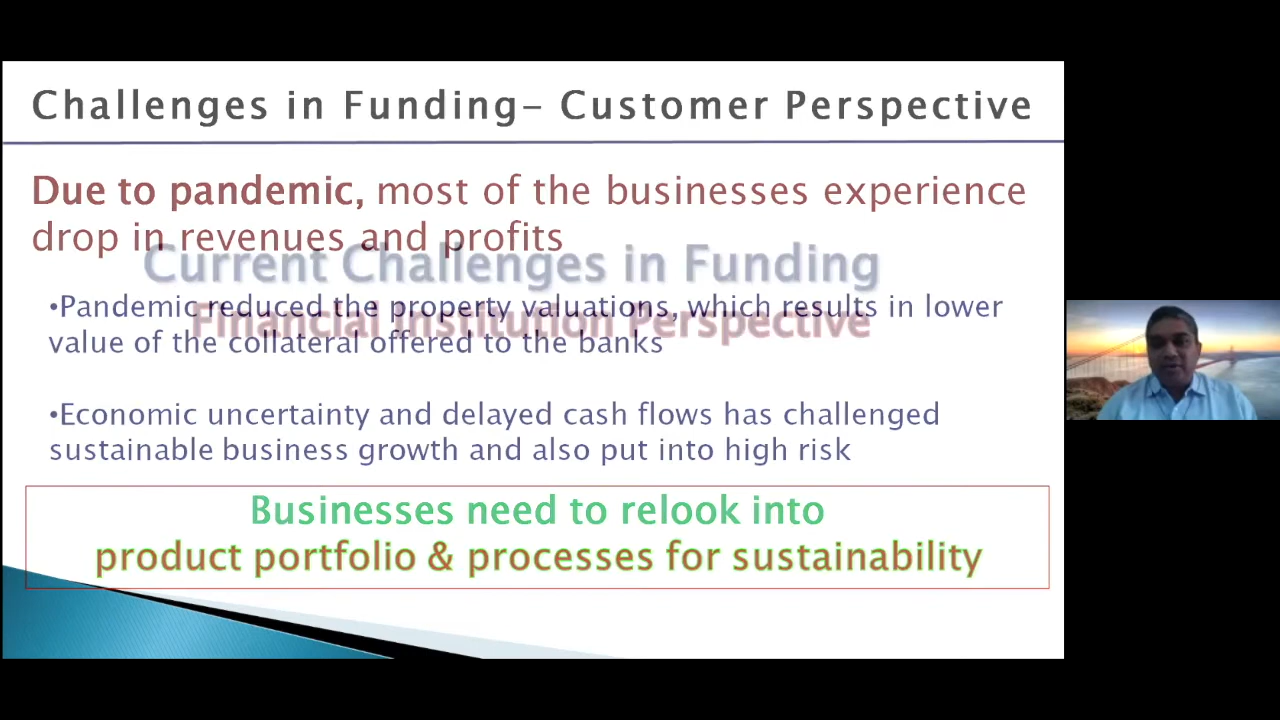 Challenges in Funding– Customer Perspective
Due to pandemic, most of the businesses experience
drop in revenues and profits
Current Challenges in Funding
•Pandemic reduced the property valuations, which results in lower
Financial Institution Perspective
value of the collateral offered to the banks
•Economic uncertainty and delayed cash flows has challenged
sustainable business growth and also put into high risk
Businesses need to relook into
product portfolio & processes for sustainability